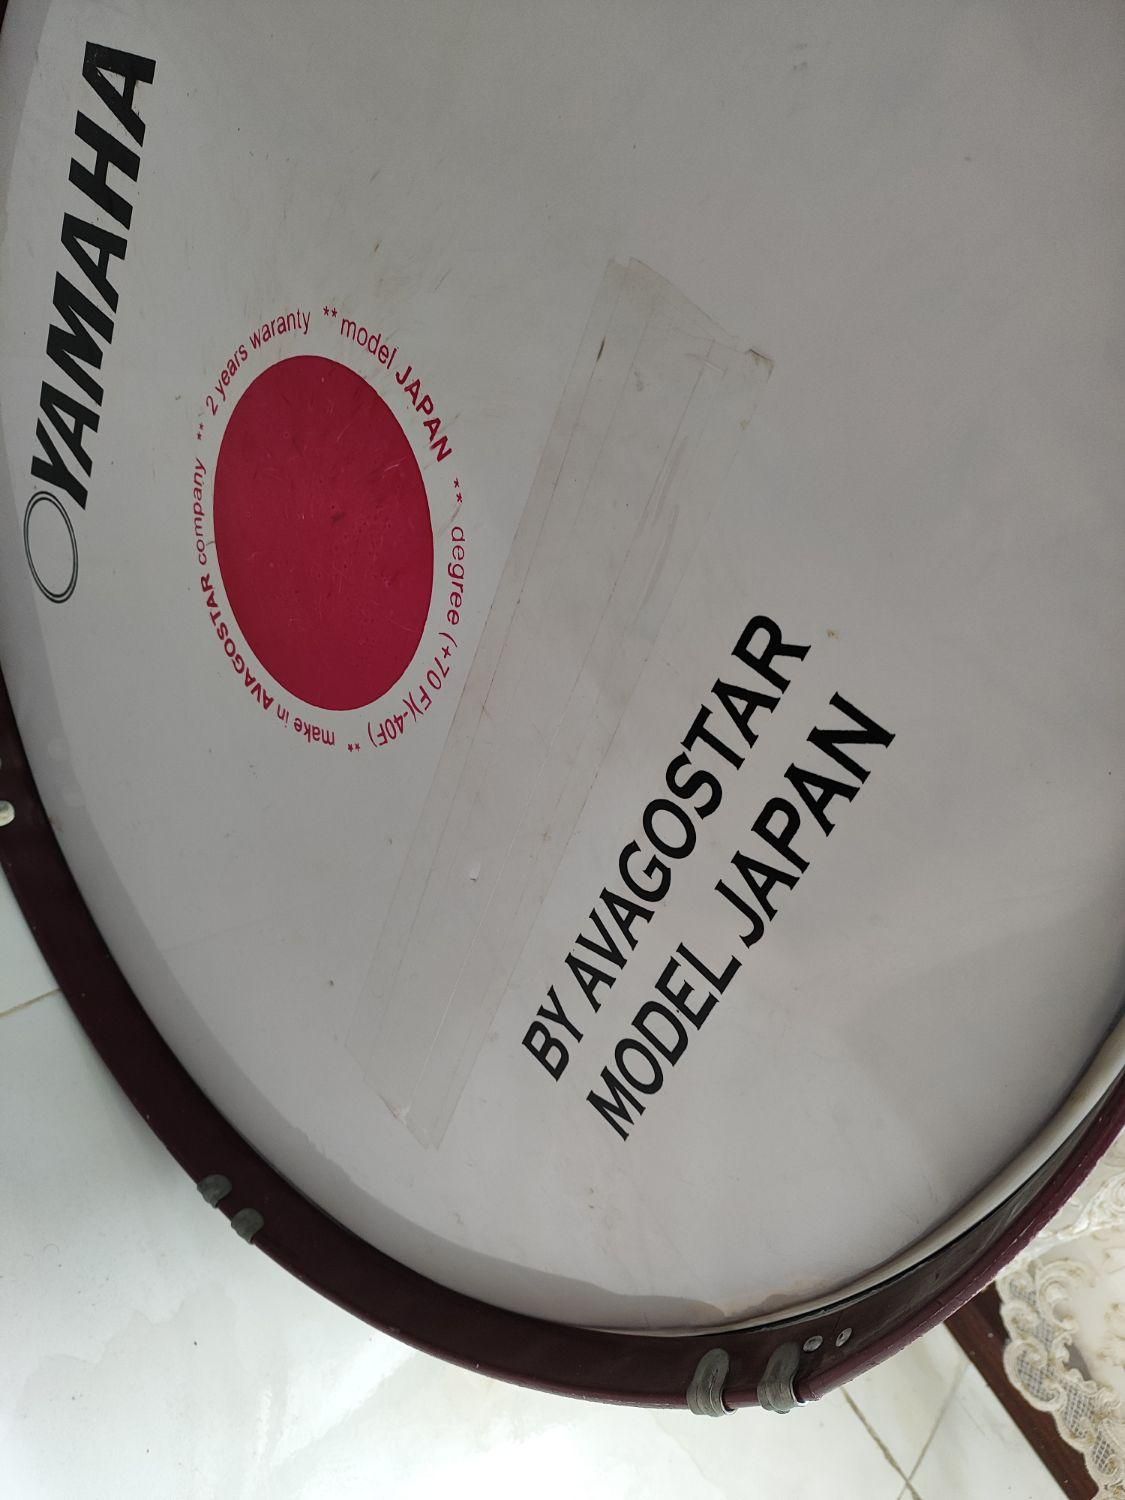 YAMAHA
** 2 years waranty ** model JAPAN ** degree (+70 F)(-40F) ** make in AVAGOSTAR company
BY AVAGOSTAR
MODEL JAPAN